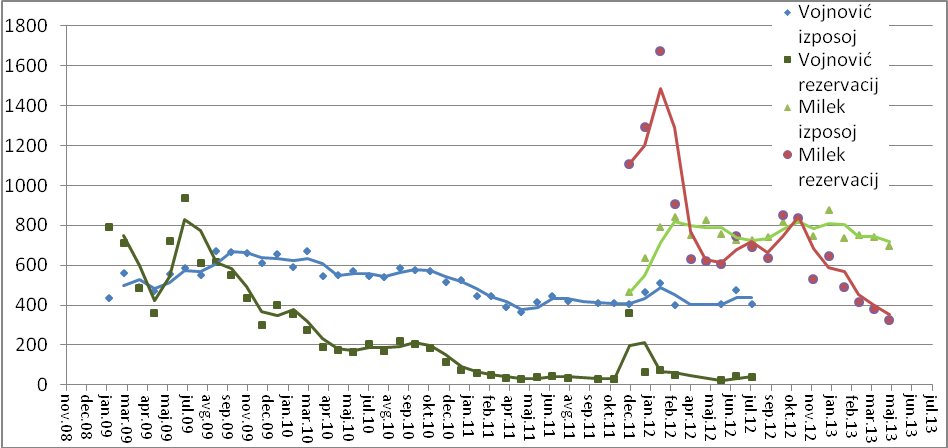 1800
1600
1400
1200
1000
800
600
400
200
0
Vojnović
izposoj
Vojnović
rezervacij
Milek
izposoj
Milek
rezervacij
nov.08
dec.08
jan.09
mar.09
apr.09
maj.09
jul.09
avg.09
sep.09
nov.09
dec.09
jan.10
mar.10
apr.10
maj.10
jul.10
avg.10
sep.10
okt.10
dec.10
jan.11
feb.11
apr.11
maj.11
jun.11
avg.11
sep.11
okt.11
dec.11
jan.12
feb.12
apr.12
maj.12
jun.12
jul.12
sep.12
okt.12
nov.12
jan.13
feb.13
mar.13
maj.13
jun.13
jul.13